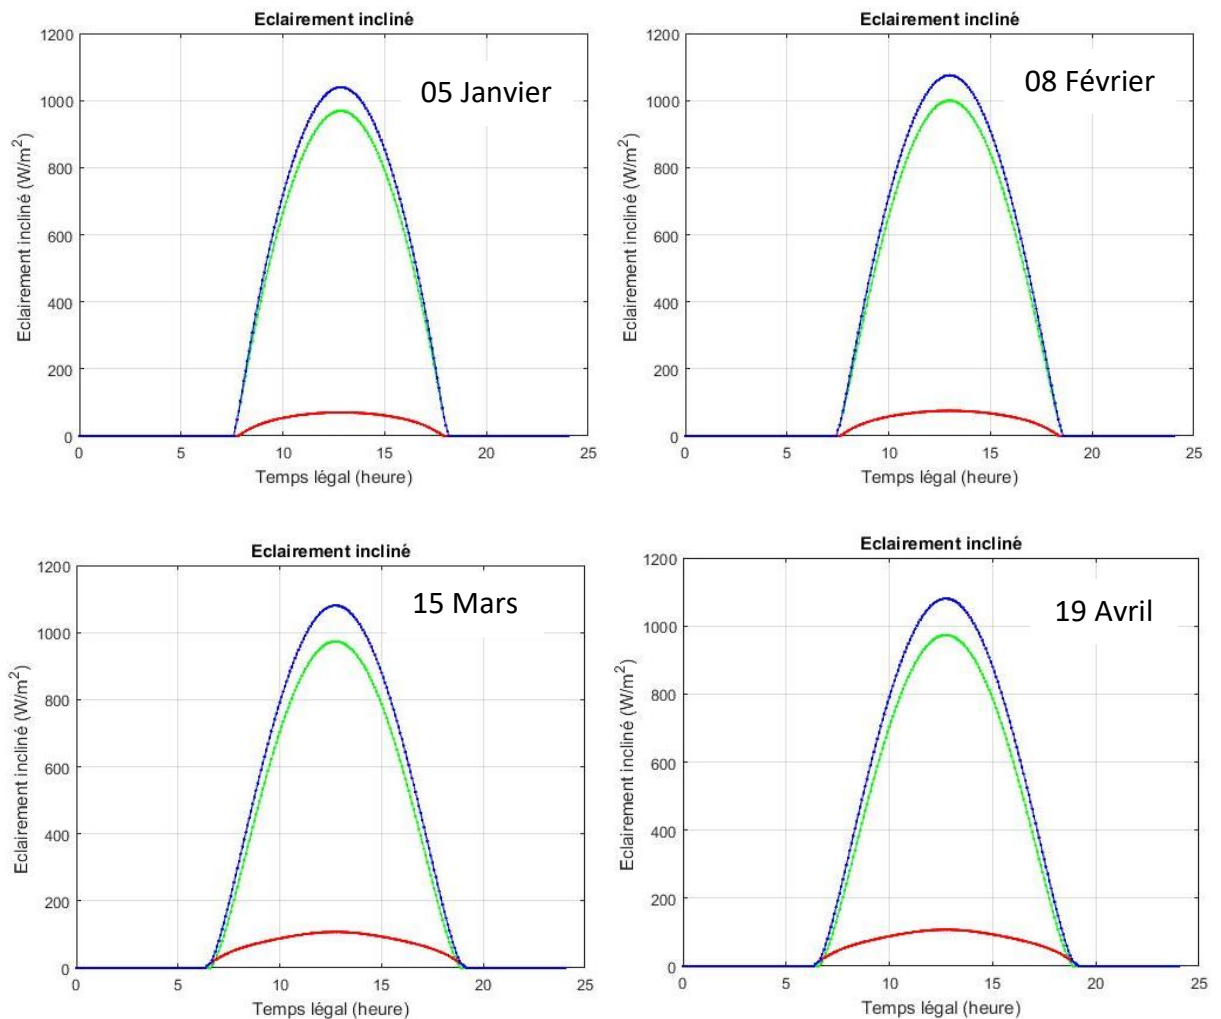 Eclairement incliné
1200
1000
800
600
400
200
0
Eclairement incliné (W/m²)
05 Janvier
0 5 10 15 20 25
Temps légal (heure)
Eclairement incliné
1200
1000
800
600
400
200
0
Eclairement incliné (W/m²)
08 Février
0 5 10 15 20 25
Temps légal (heure)
Eclairement incliné
1200
1000
800
600
400
200
0
Eclairement incliné (W/m²)
15 Mars
0 5 10 15 20 25
Temps légal (heure)
Eclairement incliné
1200
1000
800
600
400
200
0
Eclairement incliné (W/m²)
19 Avril
0 5 10 15 20 25
Temps légal (heure)